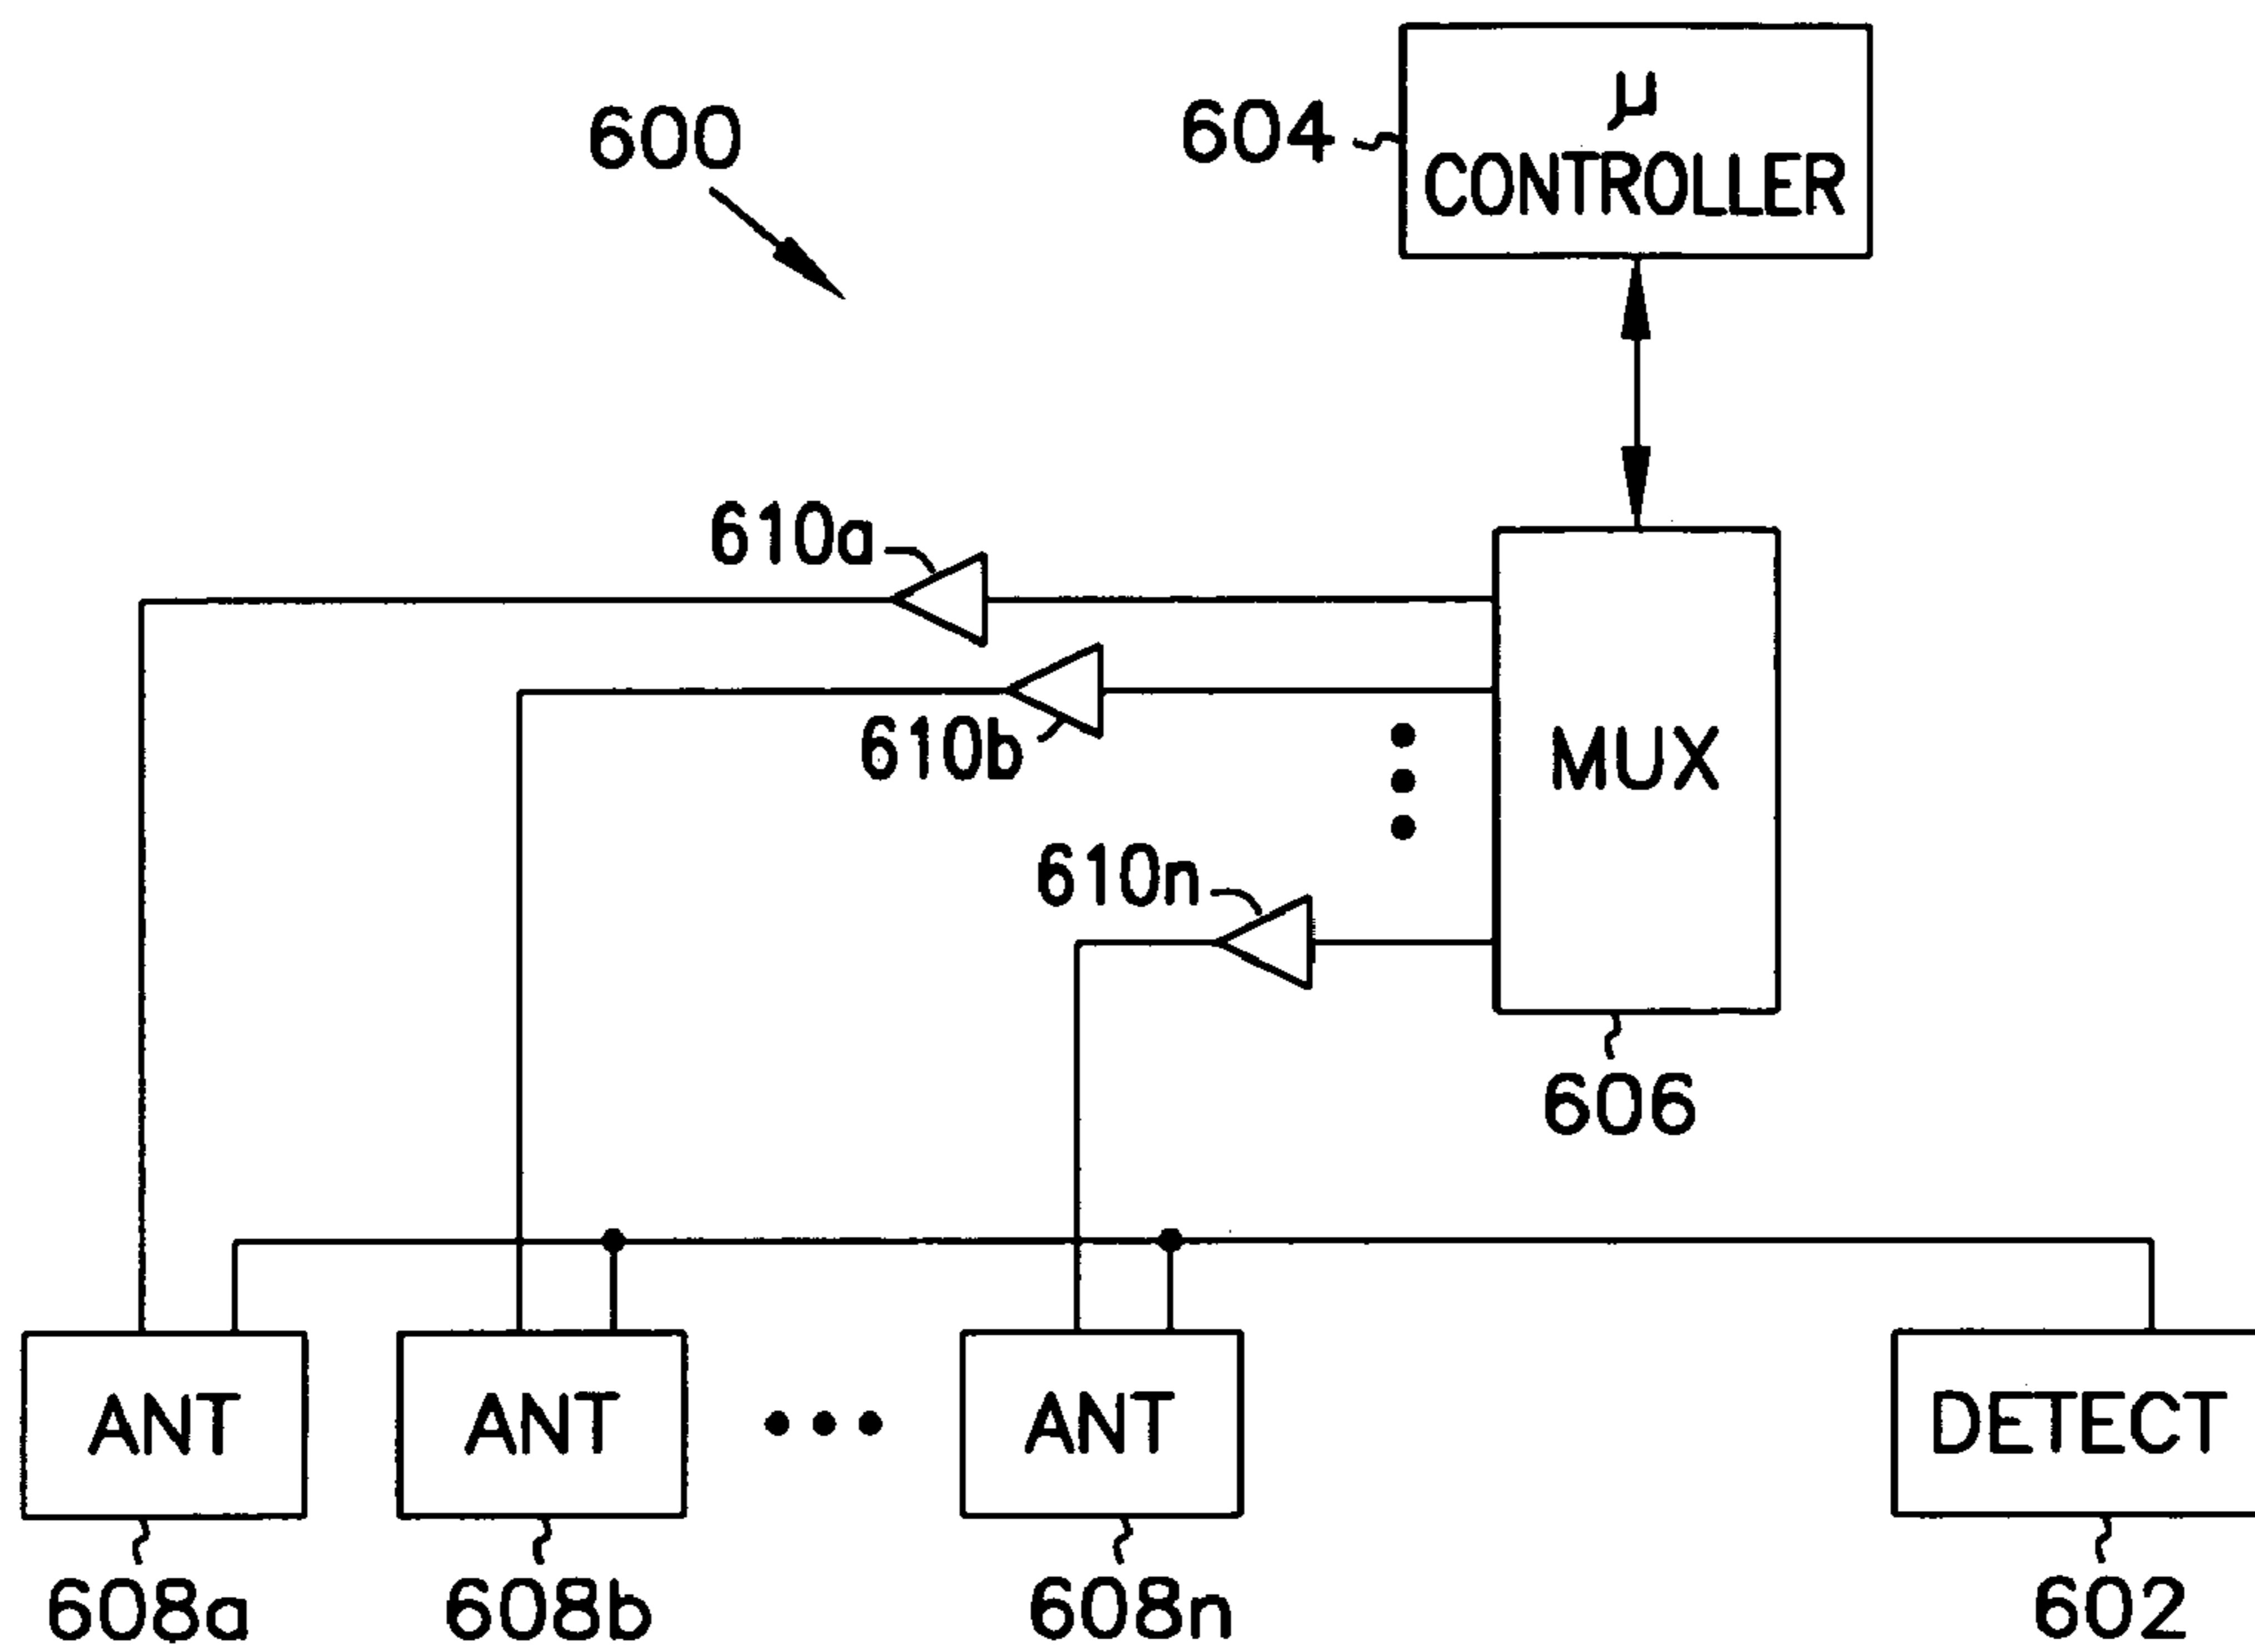 600
604
μ
CONTROLLER
610a
610b
MUX
610n
606
ANT
ANT
ANT
DETECT
608a
608b
608n
602